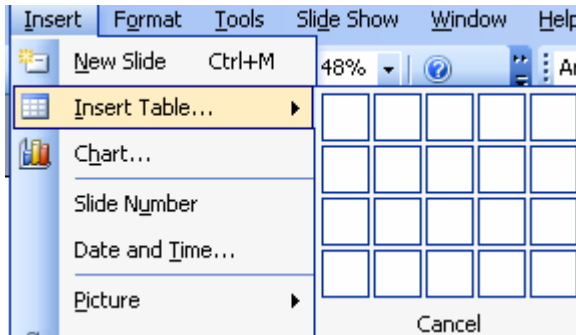 Insert Format Tools Slide Show Window Help
New Slide Ctrl+M 48%
Insert Table...
Chart...
Slide Number
Date and Time...
Picture
Cancel